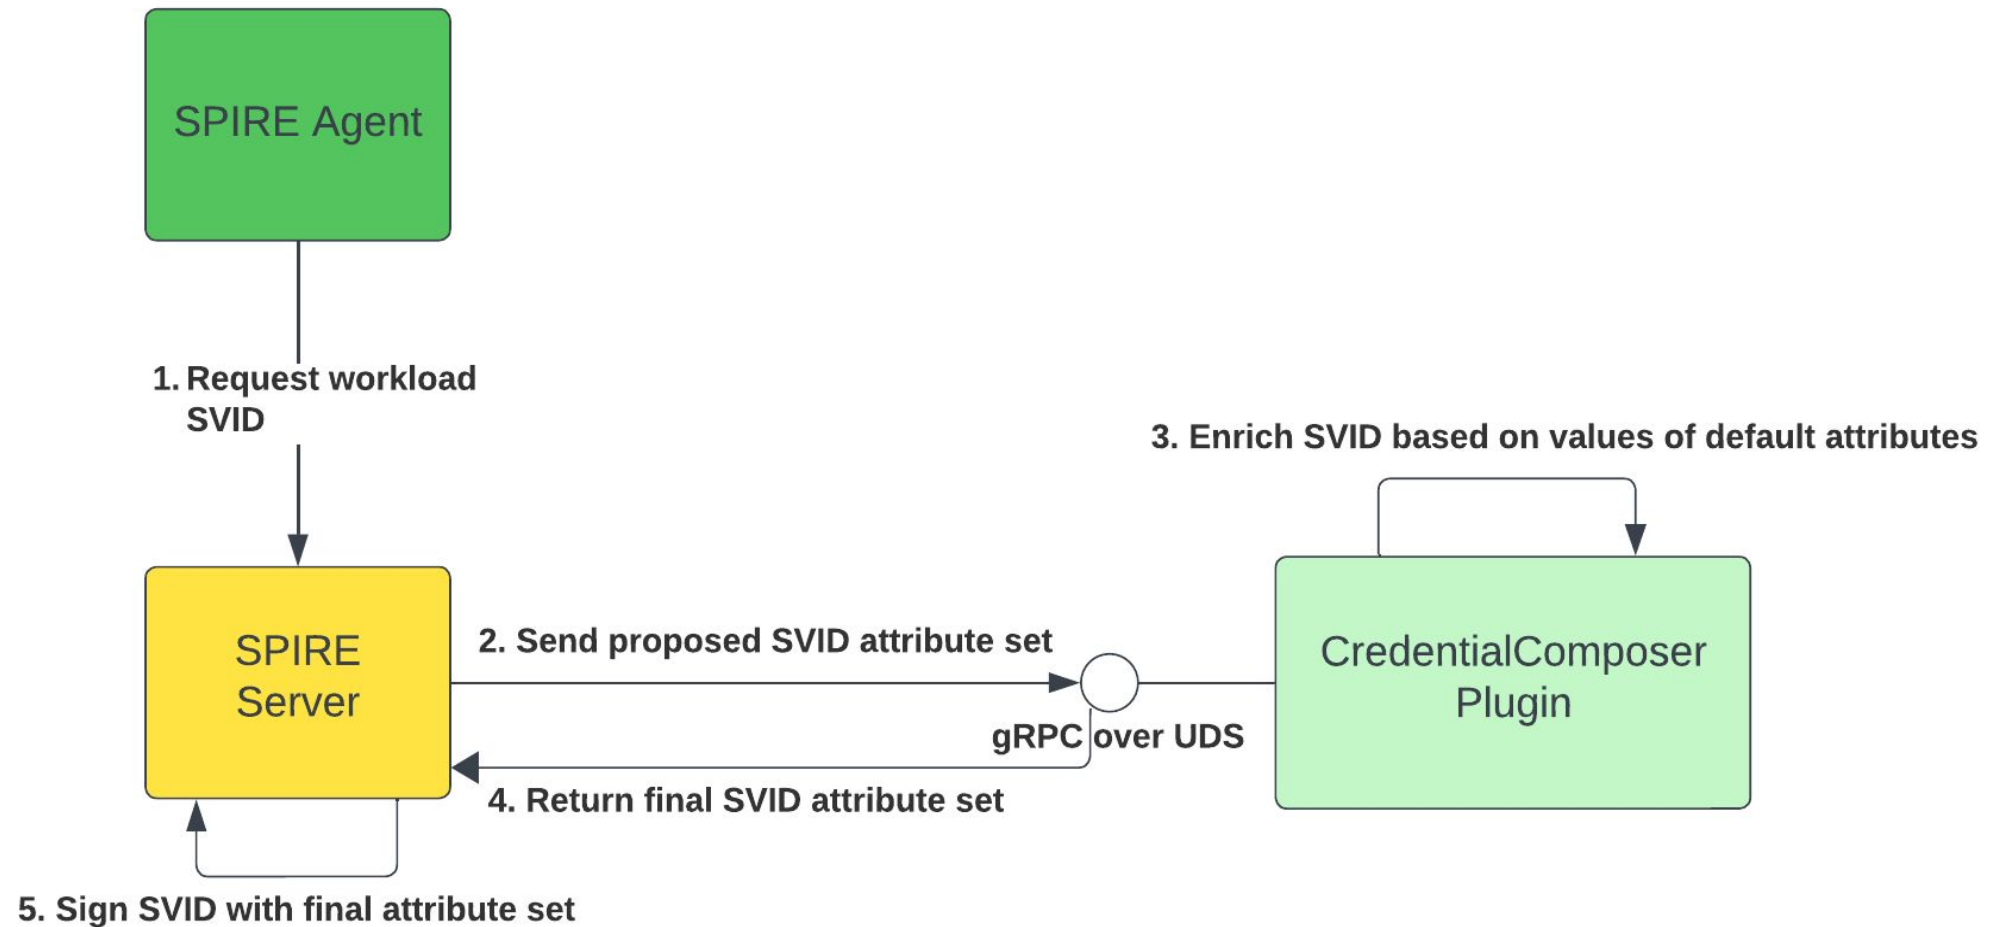 SPIRE Agent
1. Request workload
SVID
3. Enrich SVID based on values of default attributes
SPIRE
Server
2. Send proposed SVID attribute set
CredentialComposer
Plugin
gRPC over UDS
4. Return final SVID attribute set
5. Sign SVID with final attribute set